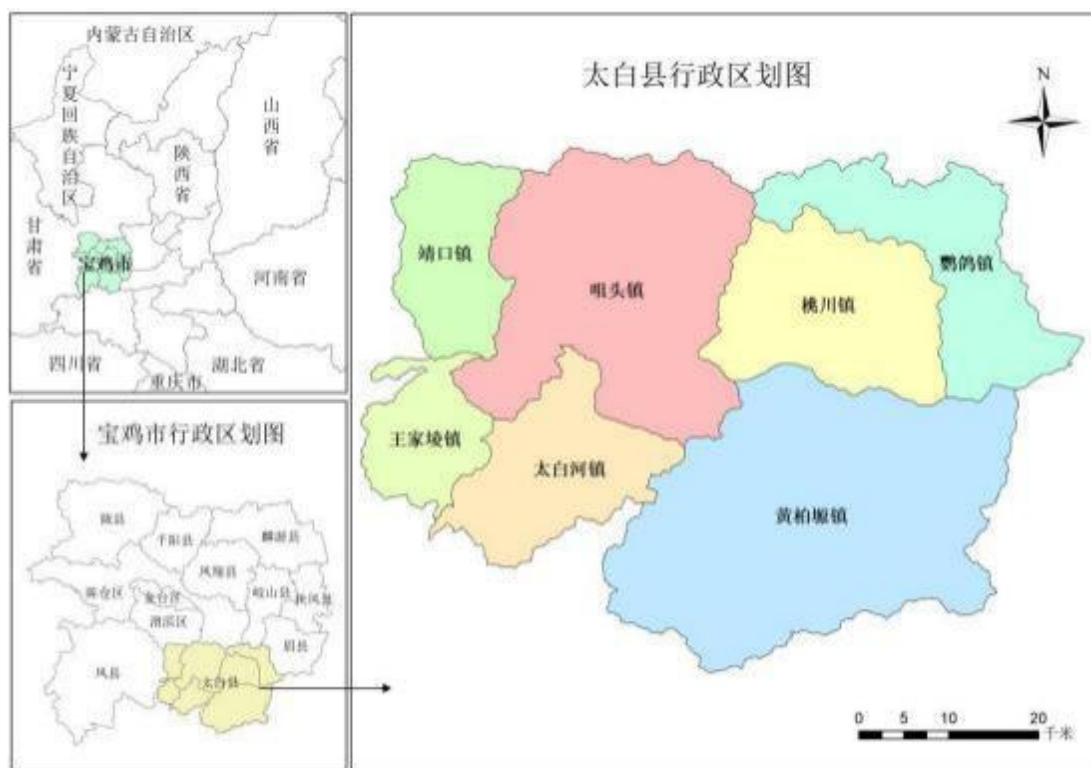 内蒙古自治区
宁夏回族自治区
陕西省
山西省
甘肃省
宝鸡市
河南省
四川省
重庆市
湖北省
宝鸡市行政区划图
陇县
千阳县
麟游县
凤翔县
陈仓区
金台区
渭滨区
岐山县
扶风县
眉县
凤县
太白县
太白县行政区划图
N
靖口镇
咀头镇
鹦鸽镇
桃川镇
王家堎镇
太白河镇
黄柏塬镇
0 5 10 20
千米